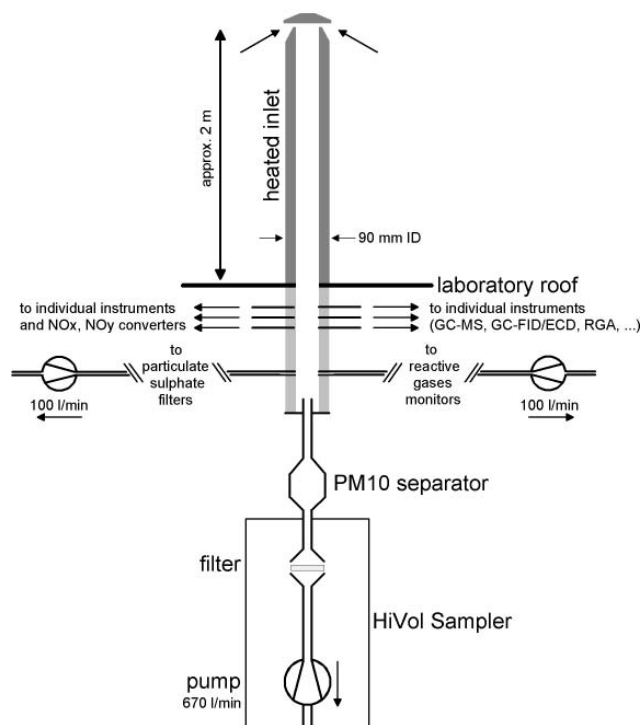 approx. 2 m
heated inlet
90 mm ID
laboratory roof
to individual instruments
and NOx, NOy converters
to individual instruments
(GC-MS, GC-FID/ECD, RGA, ...)
to
particulate
sulphate
filters
to
reactive
gases
monitors
100 l/min
100 l/min
PM10 separator
filter
HiVol Sampler
pump
670 l/min